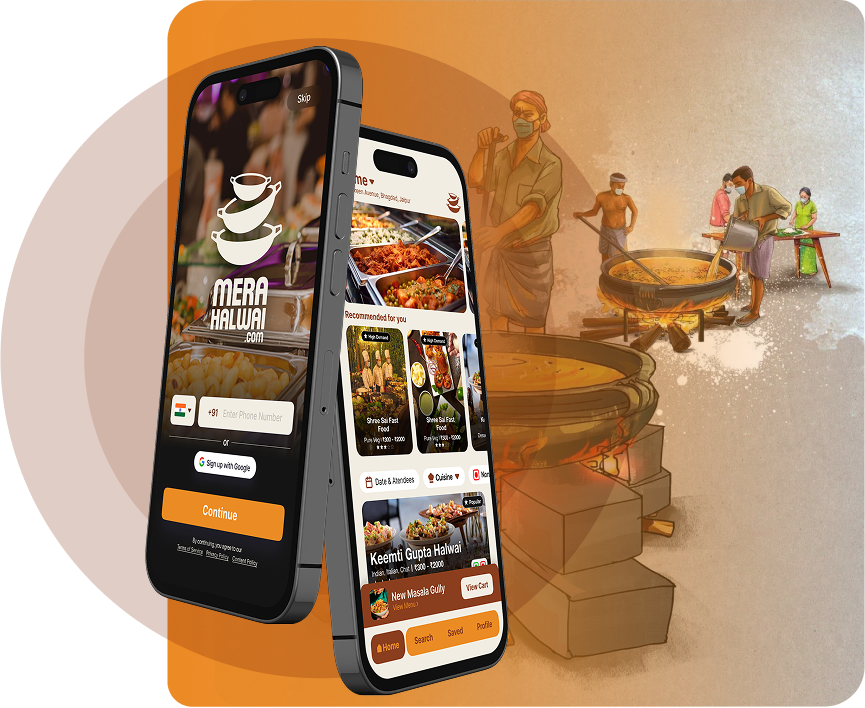 Skip
MERA
HALWAI
.com
+91 Enter Phone Number
or
G Sign up with Google
Continue
By continuing, you agree to our
Terms of Service Privacy Policy Content Policy
me
Avenue, Bhagdud, Jaipur
Recommended for you
High Demand
High Demand
Shree Sai Fast
Food
Pure Veg | ₹300 - ₹2000
Shree Sai Fast
Food
Pure Veg | ₹300 - ₹2000
Date & Atendees
Cuisine
Non
Popular
Keemti Gupta Halwai
Indian, Italian, Chat | ₹300 - ₹2000
New Masala Gully
View Menu
View Cart
Home
Search
Saved
Profile